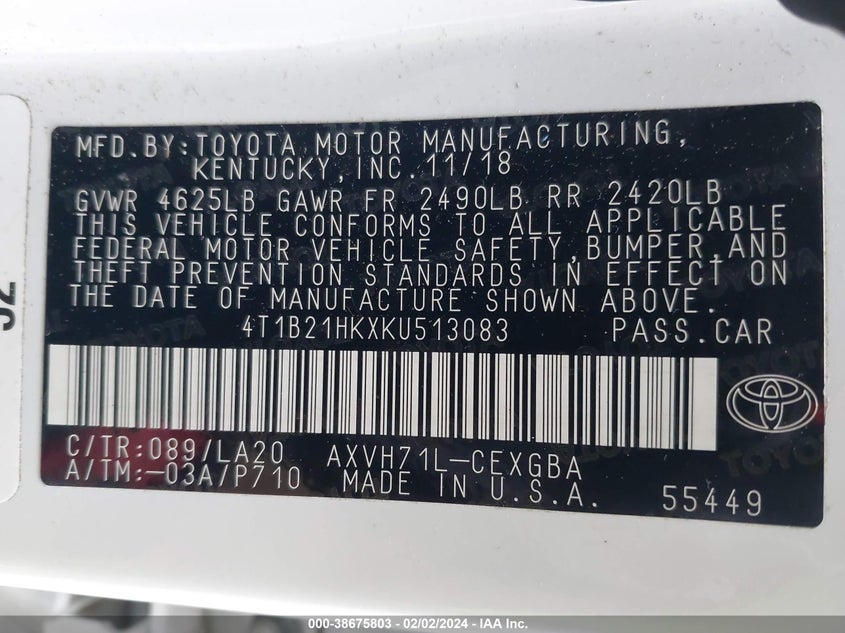 MFD.BY:TOYOTA MOTOR MANUFACTURING,
KENTUCKY,INC.11/18
GVWR 4625LB GAWR FR 2490LB RR 2420LB
THIS VEHICLE CONFORMS TO ALL APPLICABLE
FEDERAL MOTOR VEHICLE SAFETY,BUMPER,AND
THEFT PREVENTION STANDARDS IN EFFECT ON
THE DATE OF MANUFACTURE SHOWN ABOVE.
4T1B21HKXKU513083 PASS.CAR
C/TR:089/LA20 AXVH71L-CEXGBA
A/TM:-03A/P710 MADE IN U.S.A. 55449
000-38675803 - 02/02/2024 - IAA Inc.